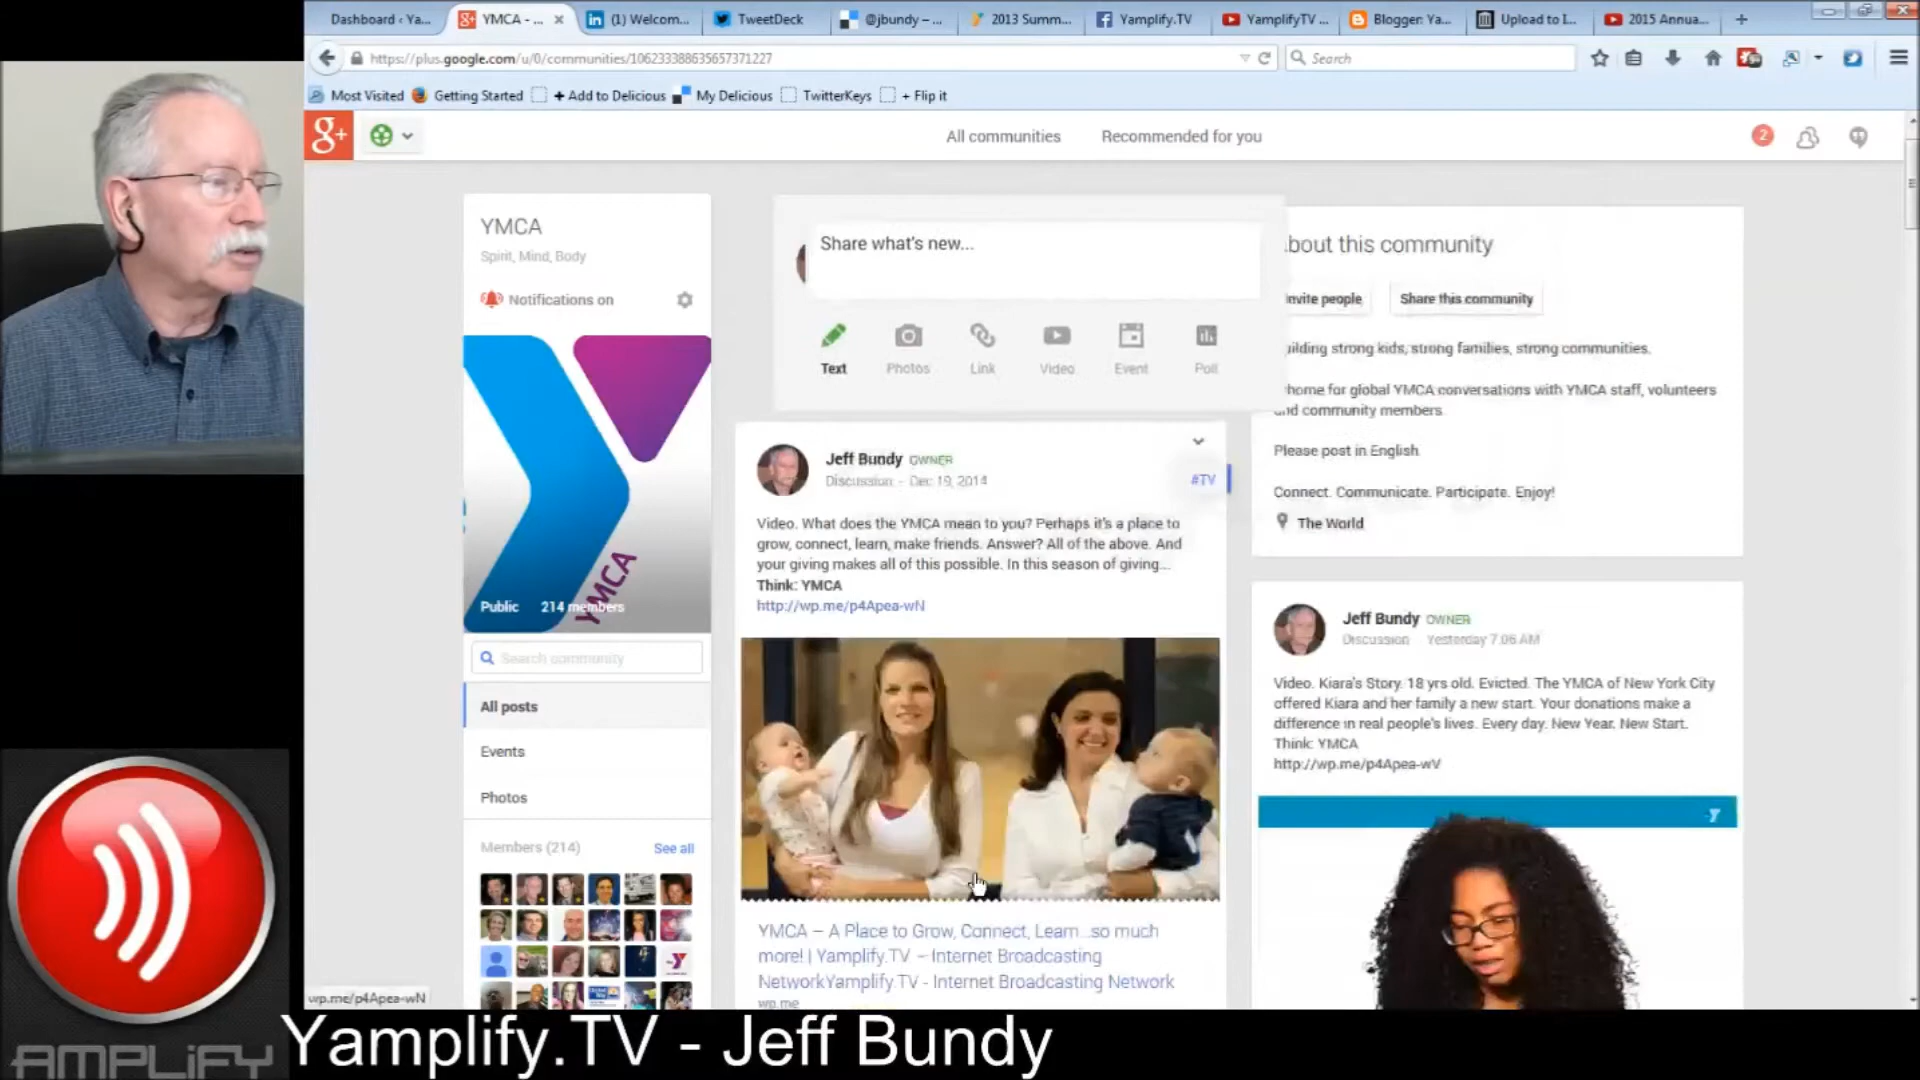 Dashboard ‹ Ya...
YMCA - ...
(1) Welcom...
TweetDeck
@jbundy – ...
2013 Summ...
Yamplify.TV
YamplifyTV ...
Blogger: Ya...
Upload to I...
2015 Annua...
https://plus.google.com/u/0/communities/106233388635657371227
Search
Most Visited
Getting Started
+ Add to Delicious
My Delicious
TwitterKeys
+ Flip it
g+
All communities
Recommended for you
2
YMCA
Spirit, Mind, Body
Notifications on
YMCA
Public 214 members
Search community
All posts
Events
Photos
Members (214)
See all
Share what's new...
Text
Photos
Link
Video
Event
Poll
Jeff Bundy OWNER
Discussion - Dec 19, 2014
#TV
Video. What does the YMCA mean to you? Perhaps it's a place to
grow, connect, learn, make friends. Answer? All of the above. And
your giving makes all of this possible. In this season of giving...
Think: YMCA
http://wp.me/p4Apea-wN
YMCA – A Place to Grow, Connect, Learn...so much
more! | Yamplify.TV – Internet Broadcasting
NetworkYamplify.TV - Internet Broadcasting Network
wp.me
bout this community
nvite people
Share this community
uilding strong kids, strong families, strong communities.
home for global YMCA conversations with YMCA staff, volunteers
and community members
Please post in English
Connect. Communicate. Participate. Enjoy!
The World
Jeff Bundy OWNER
Discussion - Yesterday 7:06 AM
Video. Kiara's Story. 18 yrs old. Evicted. The YMCA of New York City
offered Kiara and her family a new start. Your donations make a
difference in real people's lives. Every day. New Year. New Start.
Think: YMCA
http://wp.me/p4Apea-wV
wp.me/p4Apea-wN
AMPLiFY
Yamplify.TV - Jeff Bundy